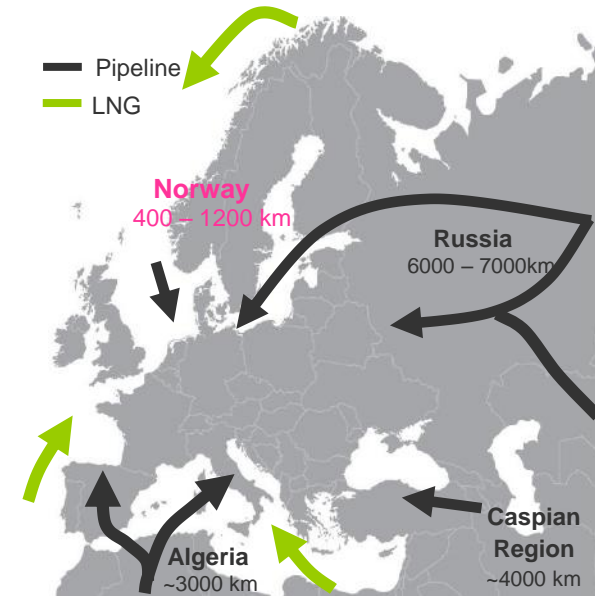 Pipeline
LNG
Norway
400 – 1200 km
Russia
6000 – 7000km
Algeria
~3000 km
Caspian
Region
~4000 km